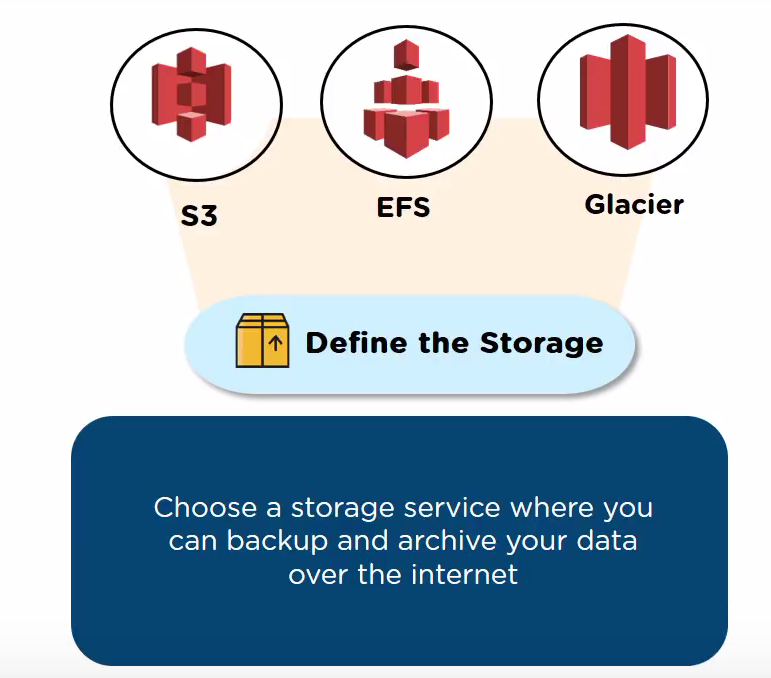 S3
EFS
Glacier
Define the Storage
Choose a storage service where you
can backup and archive your data
over the internet